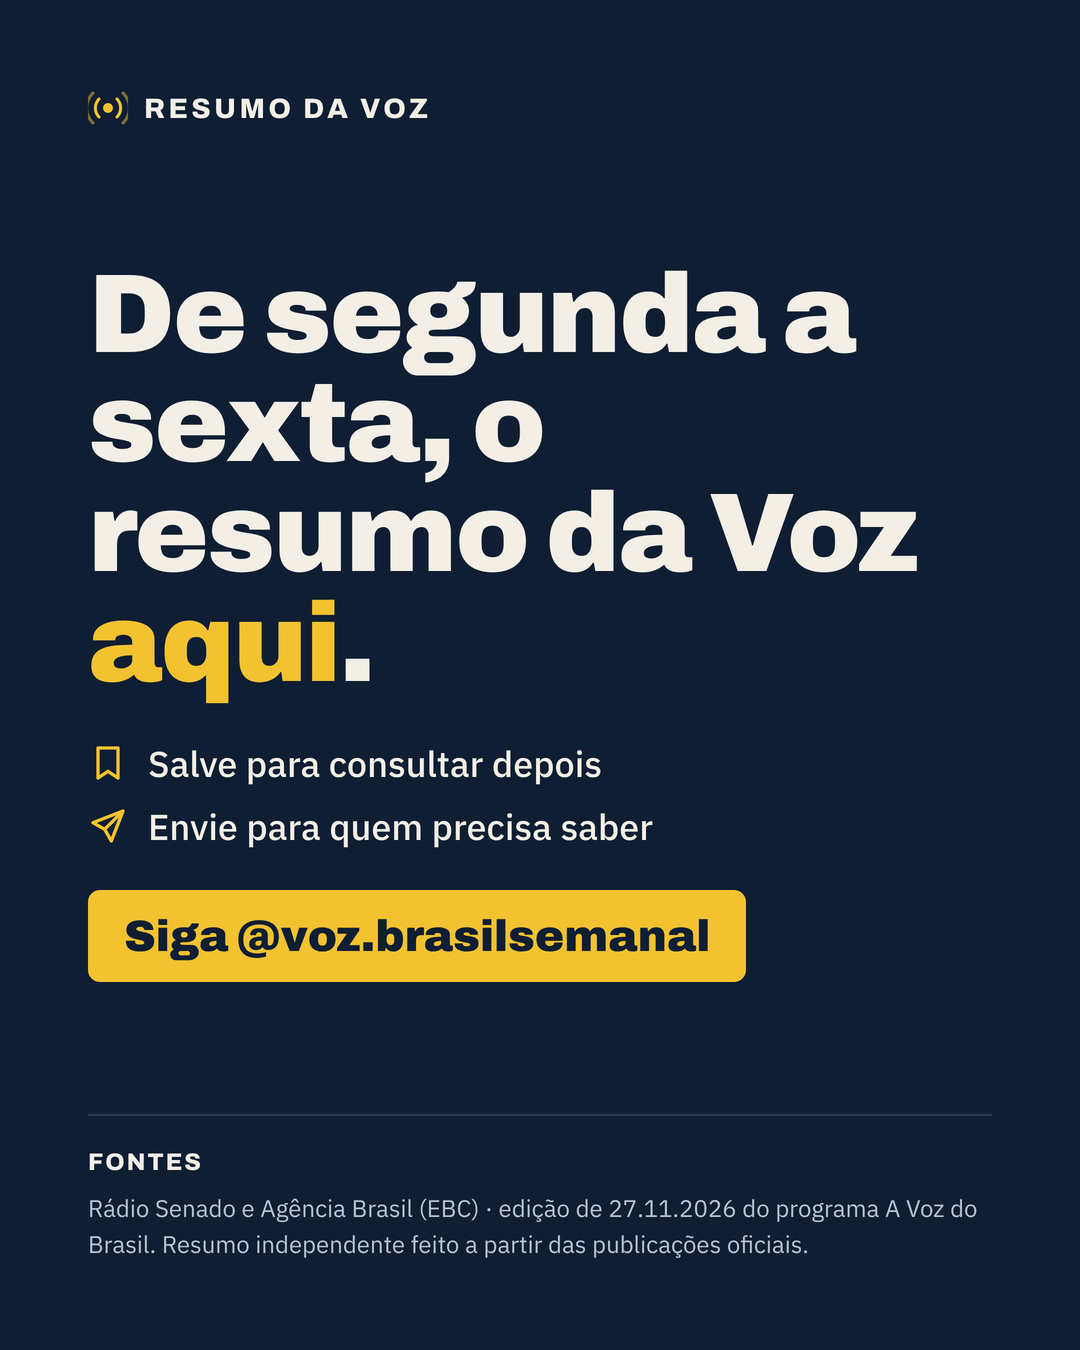 RESUMO DA VOZ
De segunda a
sexta, o
resumo da Voz
aqui.
Salve para consultar depois
Envie para quem precisa saber
Siga @voz.brasilsemanal
FONTES
Rádio Senado e Agência Brasil (EBC) · edição de 27.11.2026 do programa A Voz do
Brasil. Resumo independente feito a partir das publicações oficiais.